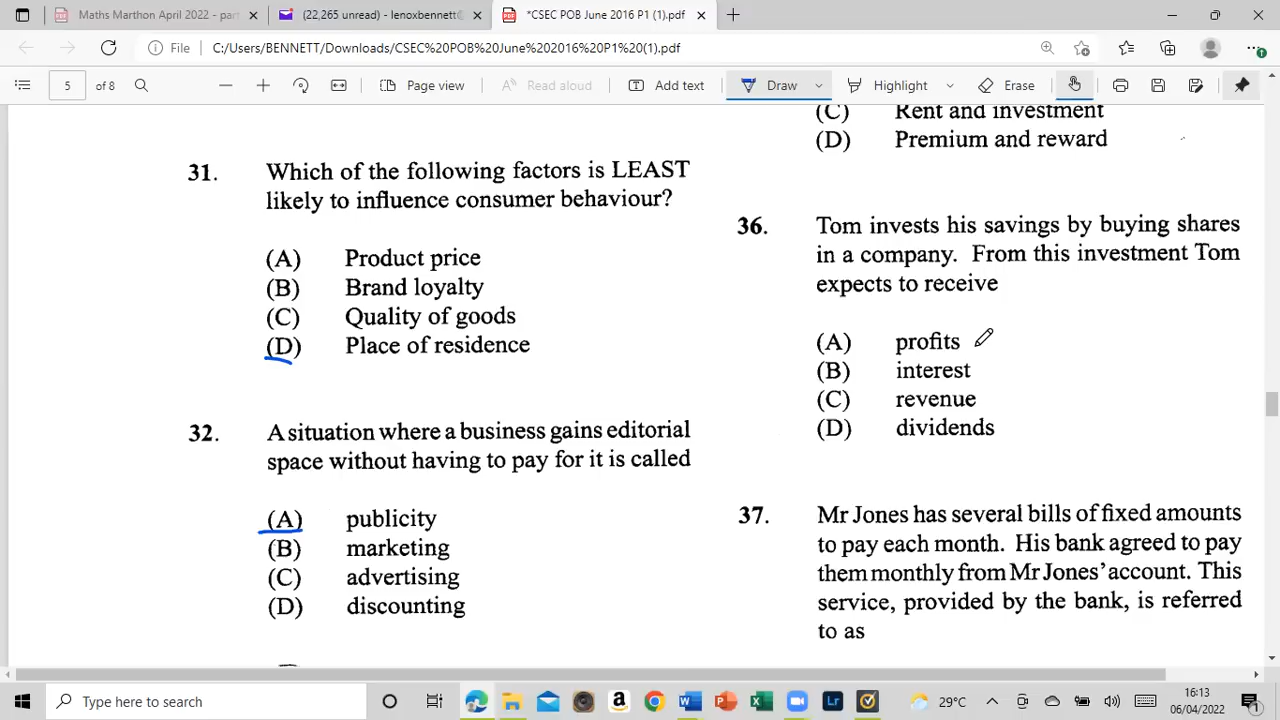 Maths Marthon April 2022 - par
(22,265 unread) - lenoxbennett@
*CSEC POB June 2016 P1 (1).pdf
File
C:/Users/BENNETT/Downloads/CSEC%20POB%20June%202016%20P1%20(1).pdf
5 of 8
Page view
Read aloud
Add text
Draw
Highlight
Erase
31. Which of the following factors is LEAST
likely to influence consumer behaviour?
(A) Product price
(B) Brand loyalty
(C) Quality of goods
(D) Place of residence
32. A situation where a business gains editorial
space without having to pay for it is called
(A) publicity
(B) marketing
(C) advertising
(D) discounting
(C) Rent and investment
(D) Premium and reward
36. Tom invests his savings by buying shares
in a company. From this investment Tom
expects to receive
(A) profits
(B) interest
(C) revenue
(D) dividends
37. Mr Jones has several bills of fixed amounts
to pay each month. His bank agreed to pay
them monthly from Mr Jones' account. This
service, provided by the bank, is referred
to as
Type here to search
29°C
16:13
06/04/2022